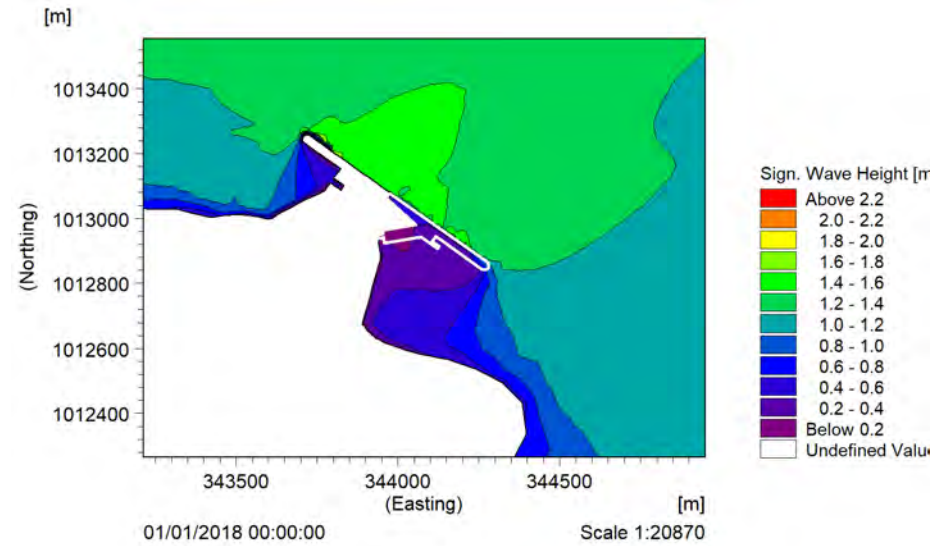 [m]
1013400
1013200
1013000
1012800
1012600
1012400
(Northing)
343500
344000
344500
(Easting)
[m]
01/01/2018 00:00:00
Scale 1:20870
Sign. Wave Height [m
Above 2.2
2.0 - 2.2
1.8 - 2.0
1.6 - 1.8
1.4 - 1.6
1.2 - 1.4
1.0 - 1.2
0.8 - 1.0
0.6 - 0.8
0.4 - 0.6
0.2 - 0.4
Below 0.2
Undefined Valu